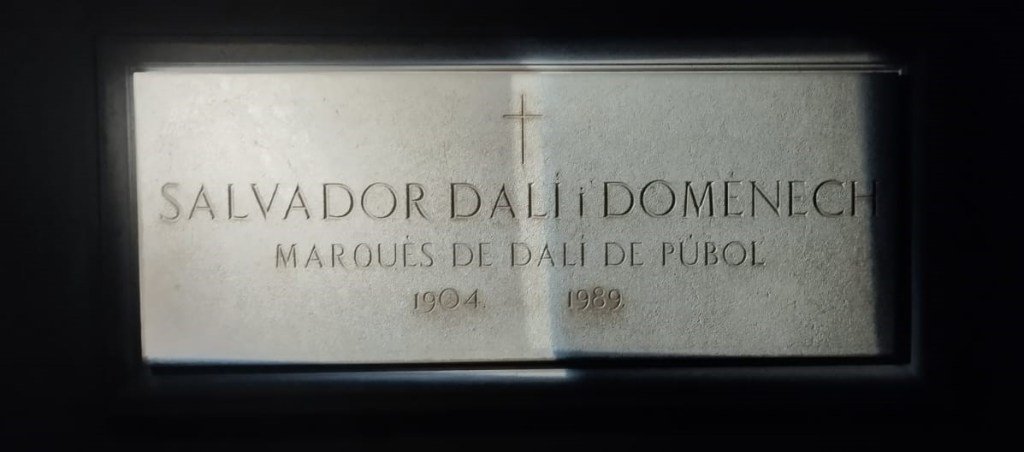 SALVADOR DALÍ i DOMÈNECH
MARQUÈS DE DALÍ DE PÚBOL
1904. 1989.